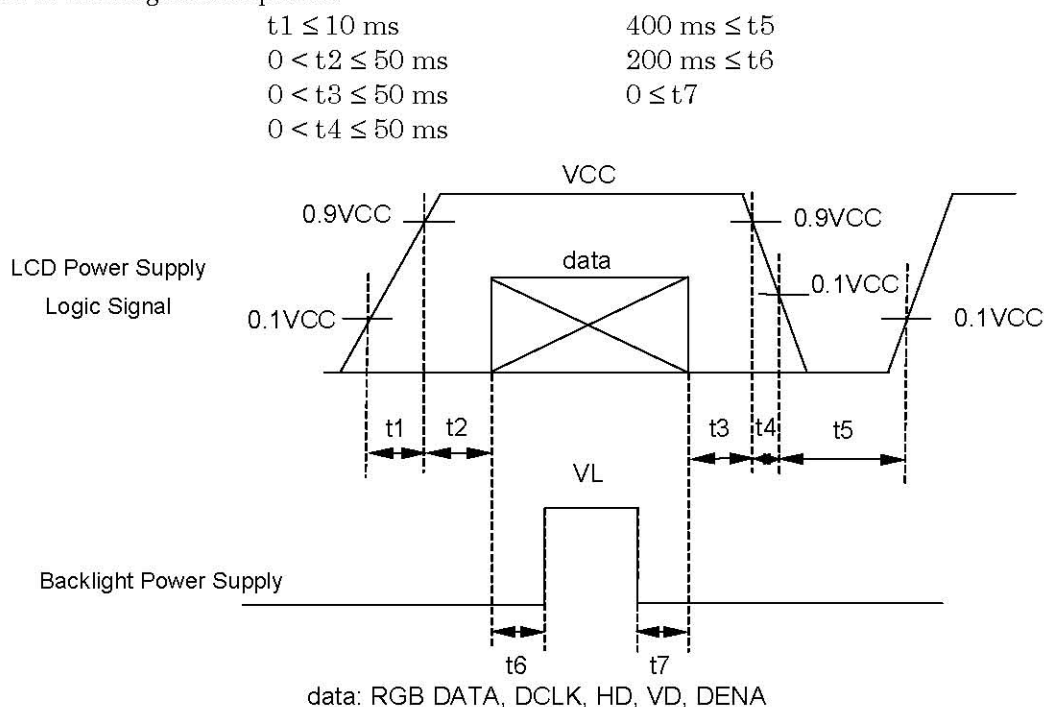 t1 ≤ 10 ms 400 ms ≤ t5
0 < t2 ≤ 50 ms 200 ms ≤ t6
0 < t3 ≤ 50 ms 0 ≤ t7
0 < t4 ≤ 50 ms
VCC
0.9VCC 0.9VCC
LCD Power Supply
Logic Signal
data
0.1VCC
0.1VCC 0.1VCC
t1 t2 t3 t4 t5
VL
Backlight Power Supply
t6 t7
data: RGB DATA, DCLK, HD, VD, DENA